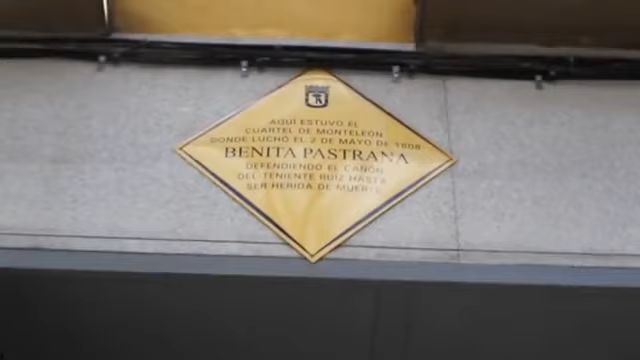 AQUÍ ESTUVO EL
CUARTEL DE MONTELEÓN
DONDE LUCHÓ EL 2 DE MAYO DE 1808
BENITA PASTRANA
DEFENDIENDO EL CAÑÓN
DEL TENIENTE RUIZ HASTA
SER HERIDA DE MUERTE